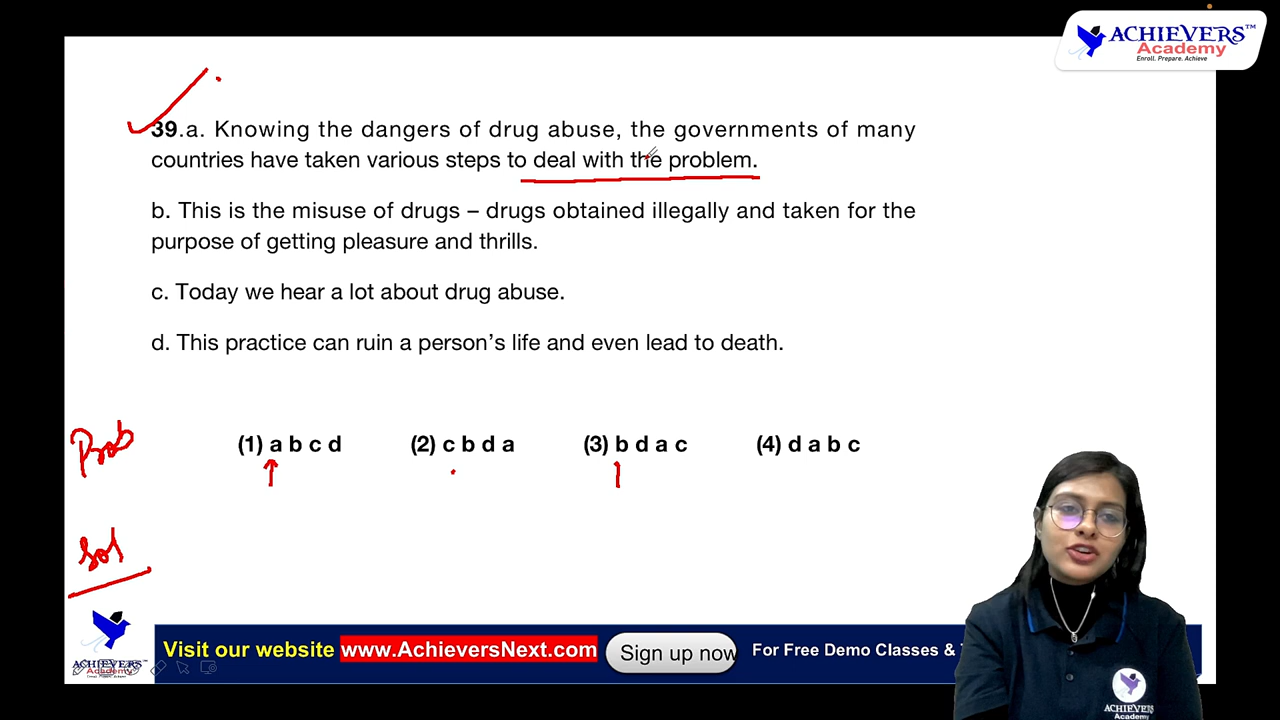 ACHIEVERS™
Academy
Enroll. Prepare. Achieve
39.a. Knowing the dangers of drug abuse, the governments of many
countries have taken various steps to deal with the problem.
b. This is the misuse of drugs – drugs obtained illegally and taken for the
purpose of getting pleasure and thrills.
c. Today we hear a lot about drug abuse.
d. This practice can ruin a person's life and even lead to death.
Prob
(1) a b c d (2) c b d a (3) b d a c (4) d a b c
Sol
ACHIEVERS™
Academy
Visit our website www.AchieversNext.com Sign up now For Free Demo Classes &
ACHIEVERS
Academy